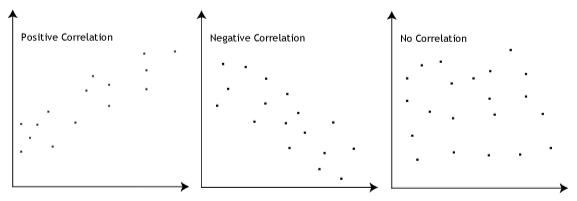 Positive Correlation
Negative Correlation
No Correlation